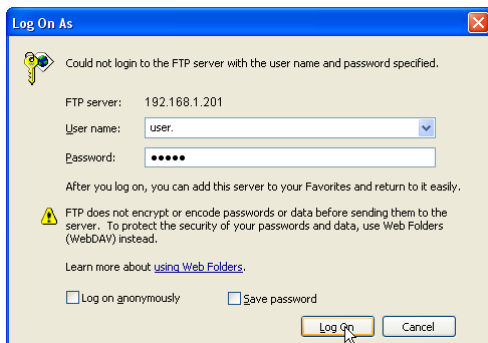 Log On As
Could not login to the FTP server with the user name and password specified.
FTP server: 192.168.1.201
User name: user.
Password: •••••
After you log on, you can add this server to your Favorites and return to it easily.
FTP does not encrypt or encode passwords or data before sending them to the
server. To protect the security of your passwords and data, use Web Folders
(WebDAV) instead.
Learn more about using Web Folders.
Log on anonymously Save password
Log On Cancel